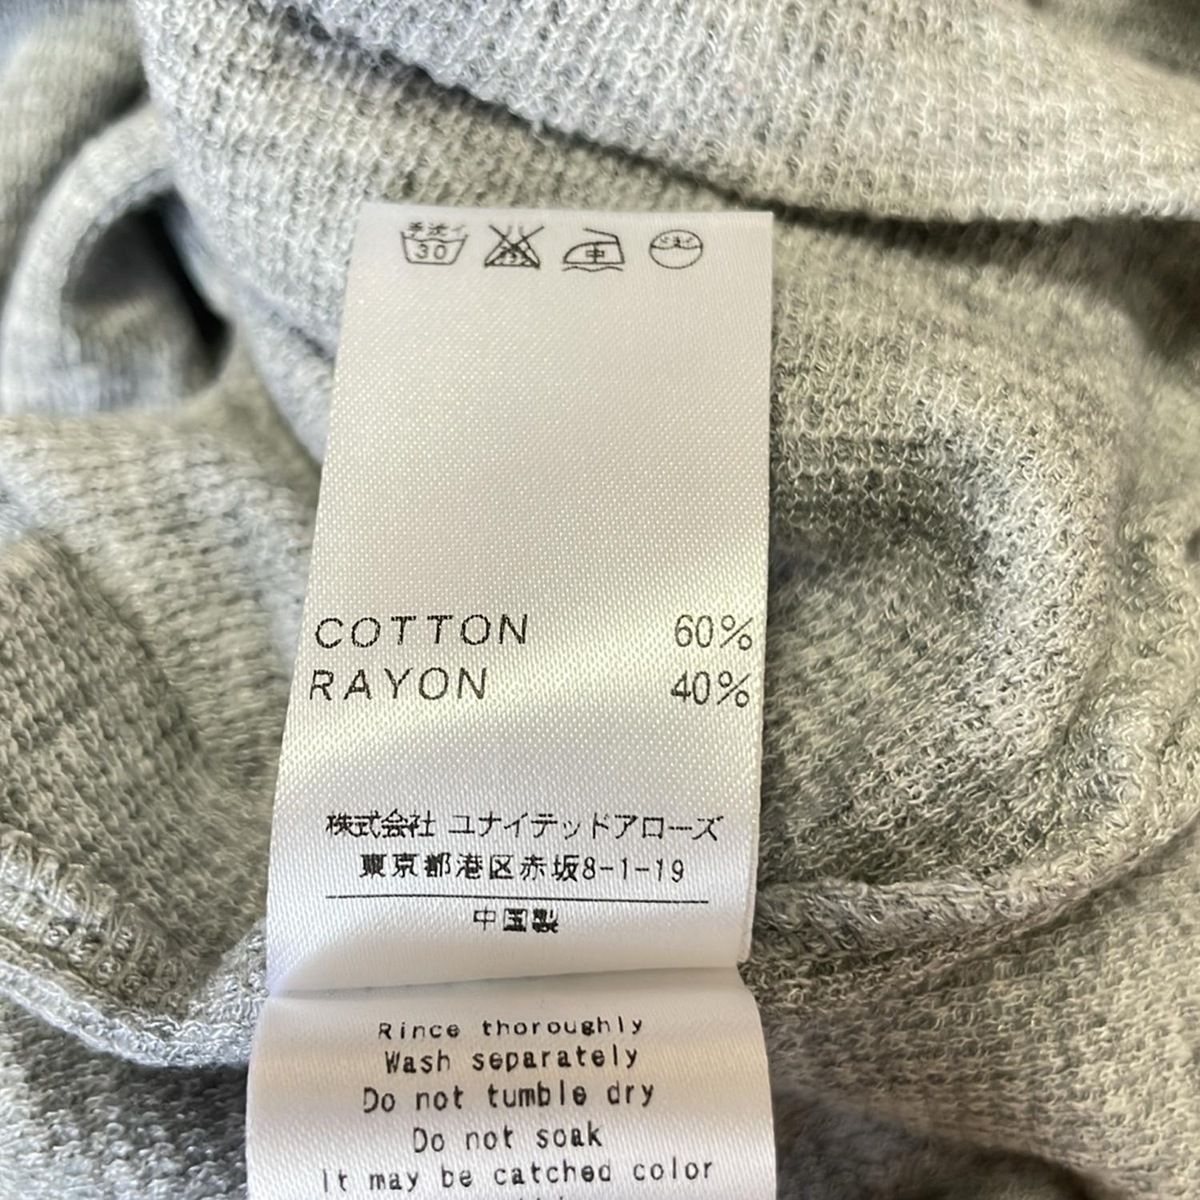 手洗イ
30
中
COTTON 60%
RAYON 40%
株式会社 ユナイテッドアローズ
東京都港区赤坂8-1-19
中国製
Rince thoroughly
Wash separately
Do not tumble dry
Do not soak
It may be catched color